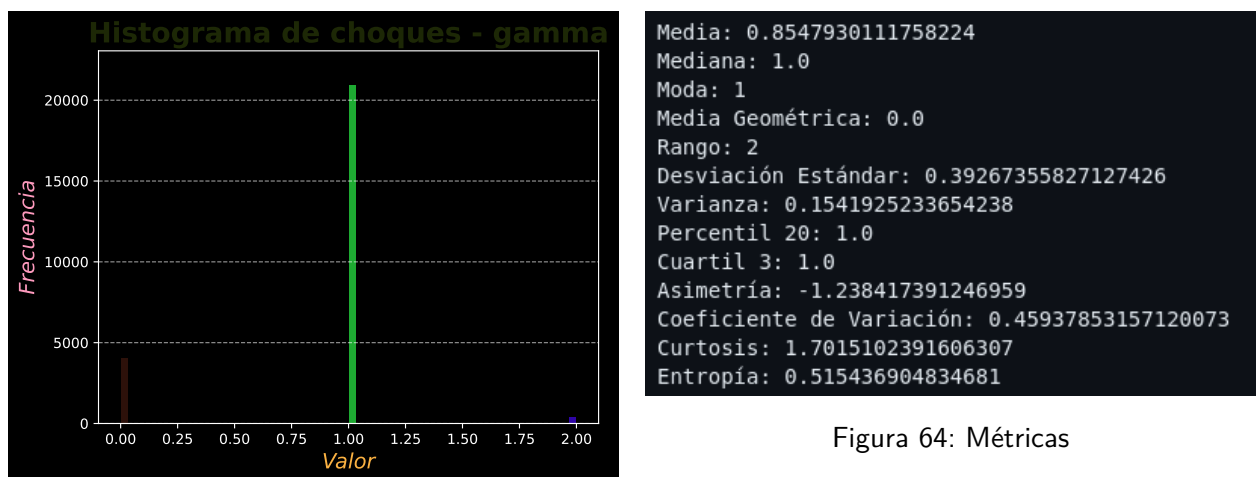 Histograma de choques - gamma
Frecuencia
20000
15000
10000
5000
0
0.00 0.25 0.50 0.75 1.00 1.25 1.50 1.75 2.00
Valor
Media: 0.8547930111758224
Mediana: 1.0
Moda: 1
Media Geométrica: 0.0
Rango: 2
Desviación Estándar: 0.39267355827127426
Varianza: 0.1541925233654238
Percentil 20: 1.0
Cuartil 3: 1.0
Asimetría: -1.238417391246959
Coeficiente de Variación: 0.45937853157120073
Curtosis: 1.7015102391606307
Entropía: 0.515436904834681
Figura 64: Métricas